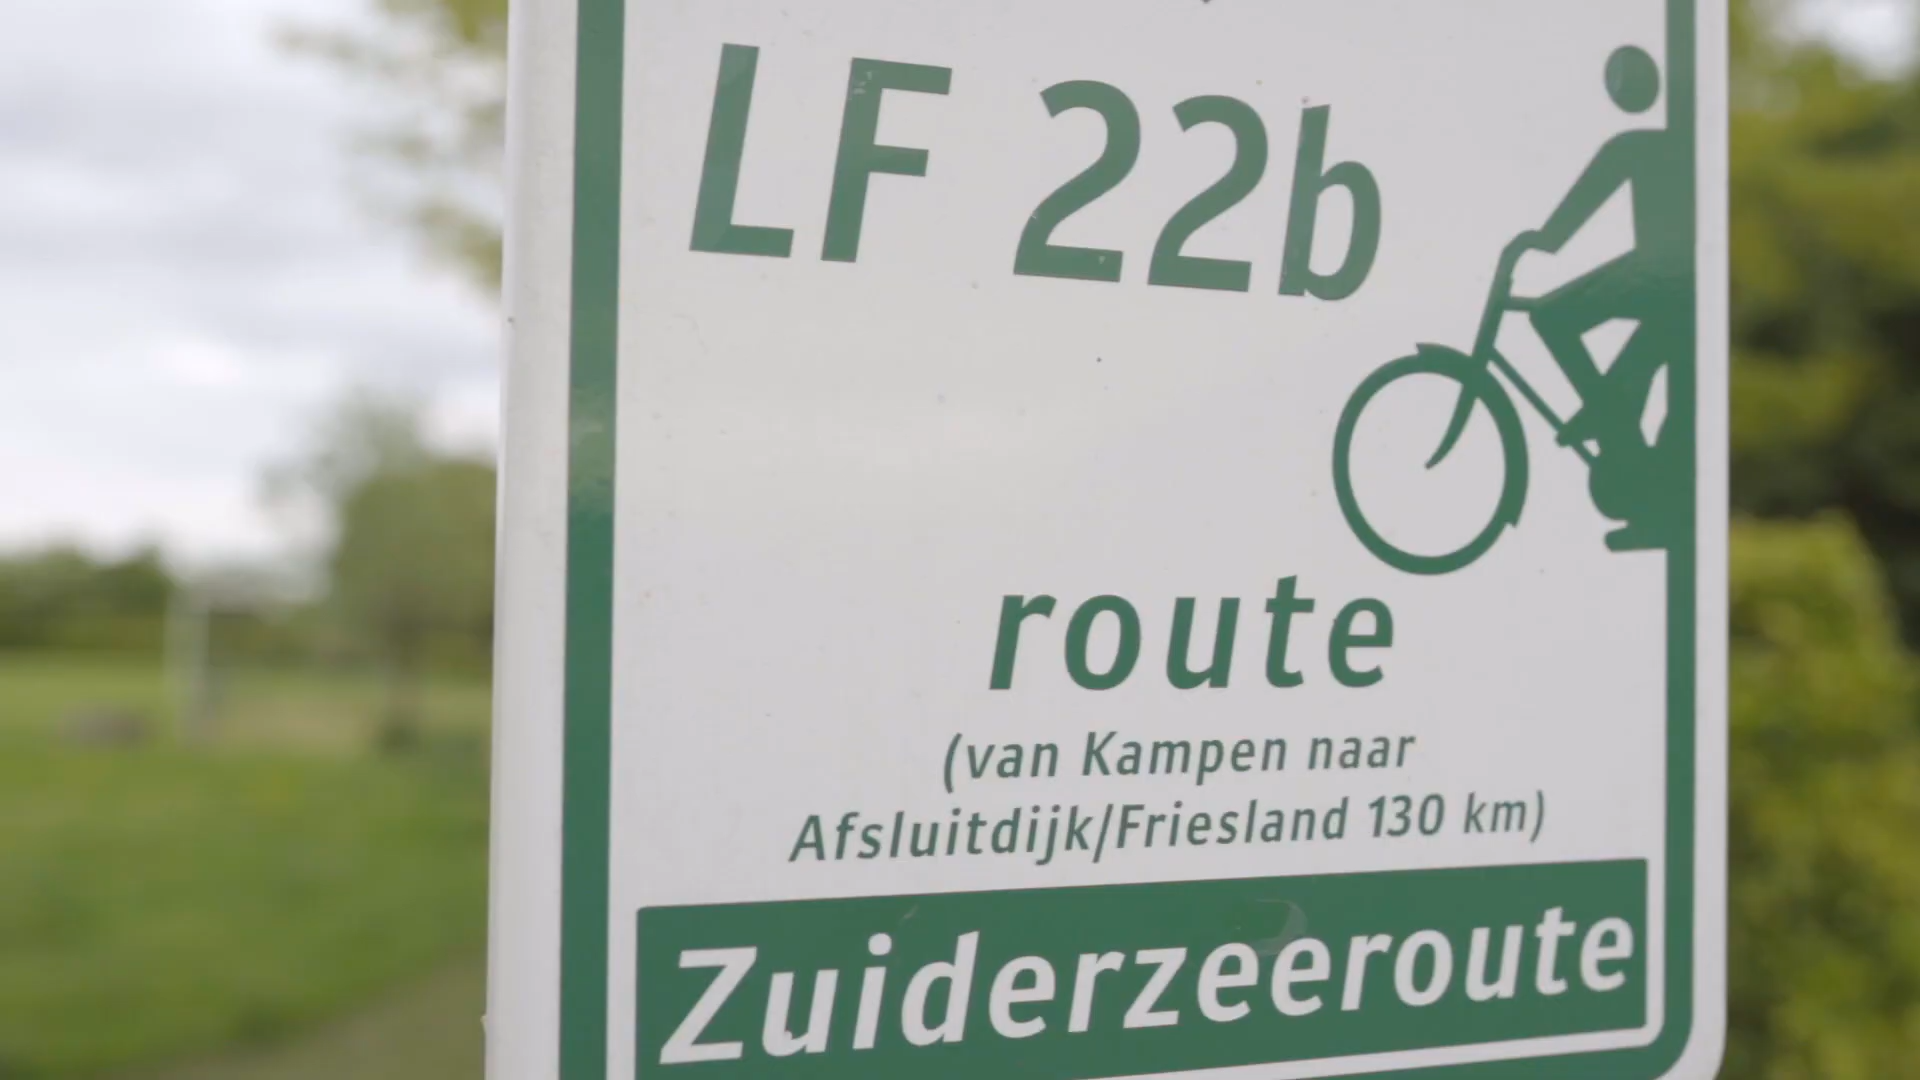 LF 22b
route
(van Kampen naar
Afsluitdijk/Friesland 130 km)
Zuiderzeeroute